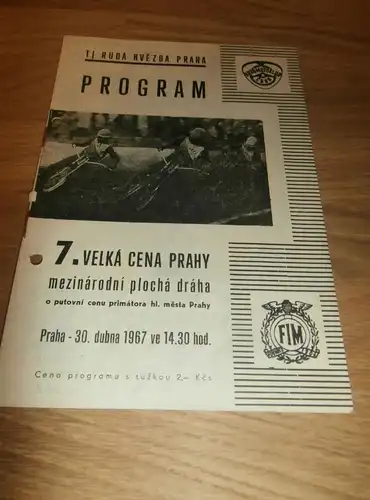 TJ RUDÁ HVĚZDA PRAHA
PROGRAM
7. VELKÁ CENA PRAHY
mezinárodní plochá dráha
o putovní cenu primátora hl. města Prahy
Praha - 30. dubna 1967 ve 14.30 hod.
FIM
Cena programu s tužkou 2,– Kčs